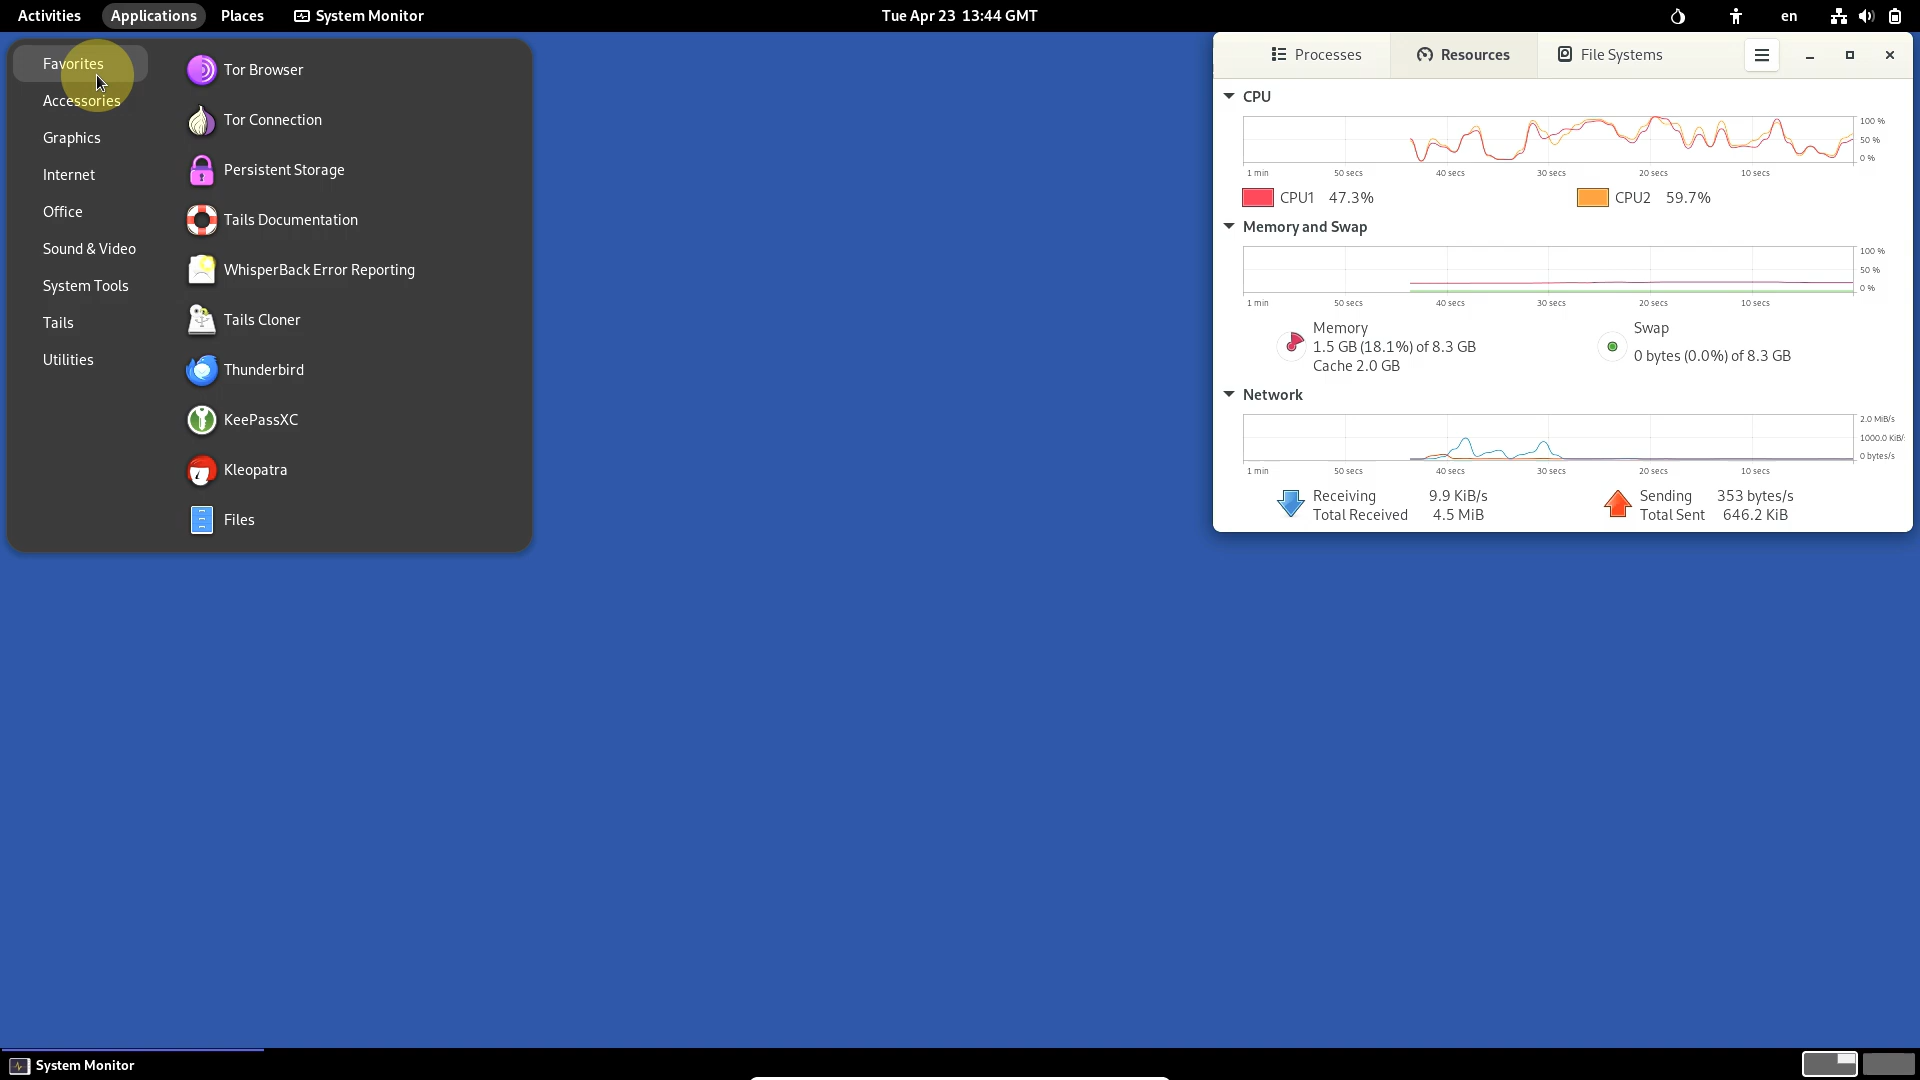 Activities Applications Places System Monitor Tue Apr 23 13:44 GMT en
Favorites
Accessories
Graphics
Internet
Office
Sound & Video
System Tools
Tails
Utilities
Tor Browser
Tor Connection
Persistent Storage
Tails Documentation
WhisperBack Error Reporting
Tails Cloner
Thunderbird
KeePassXC
Kleopatra
Files
Processes Resources File Systems
CPU
100 %
50 %
0 %
1 min 50 secs 40 secs 30 secs 20 secs 10 secs
CPU1 47.3% CPU2 59.7%
Memory and Swap
100 %
50 %
0 %
1 min 50 secs 40 secs 30 secs 20 secs 10 secs
Memory
1.5 GB (18.1%) of 8.3 GB
Cache 2.0 GB
Swap
0 bytes (0.0%) of 8.3 GB
Network
2.0 MiB/s
1000.0 KiB/
0 bytes/s
1 min 50 secs 40 secs 30 secs 20 secs 10 secs
Receiving 9.9 KiB/s
Total Received 4.5 MiB
Sending 353 bytes/s
Total Sent 646.2 KiB
System Monitor